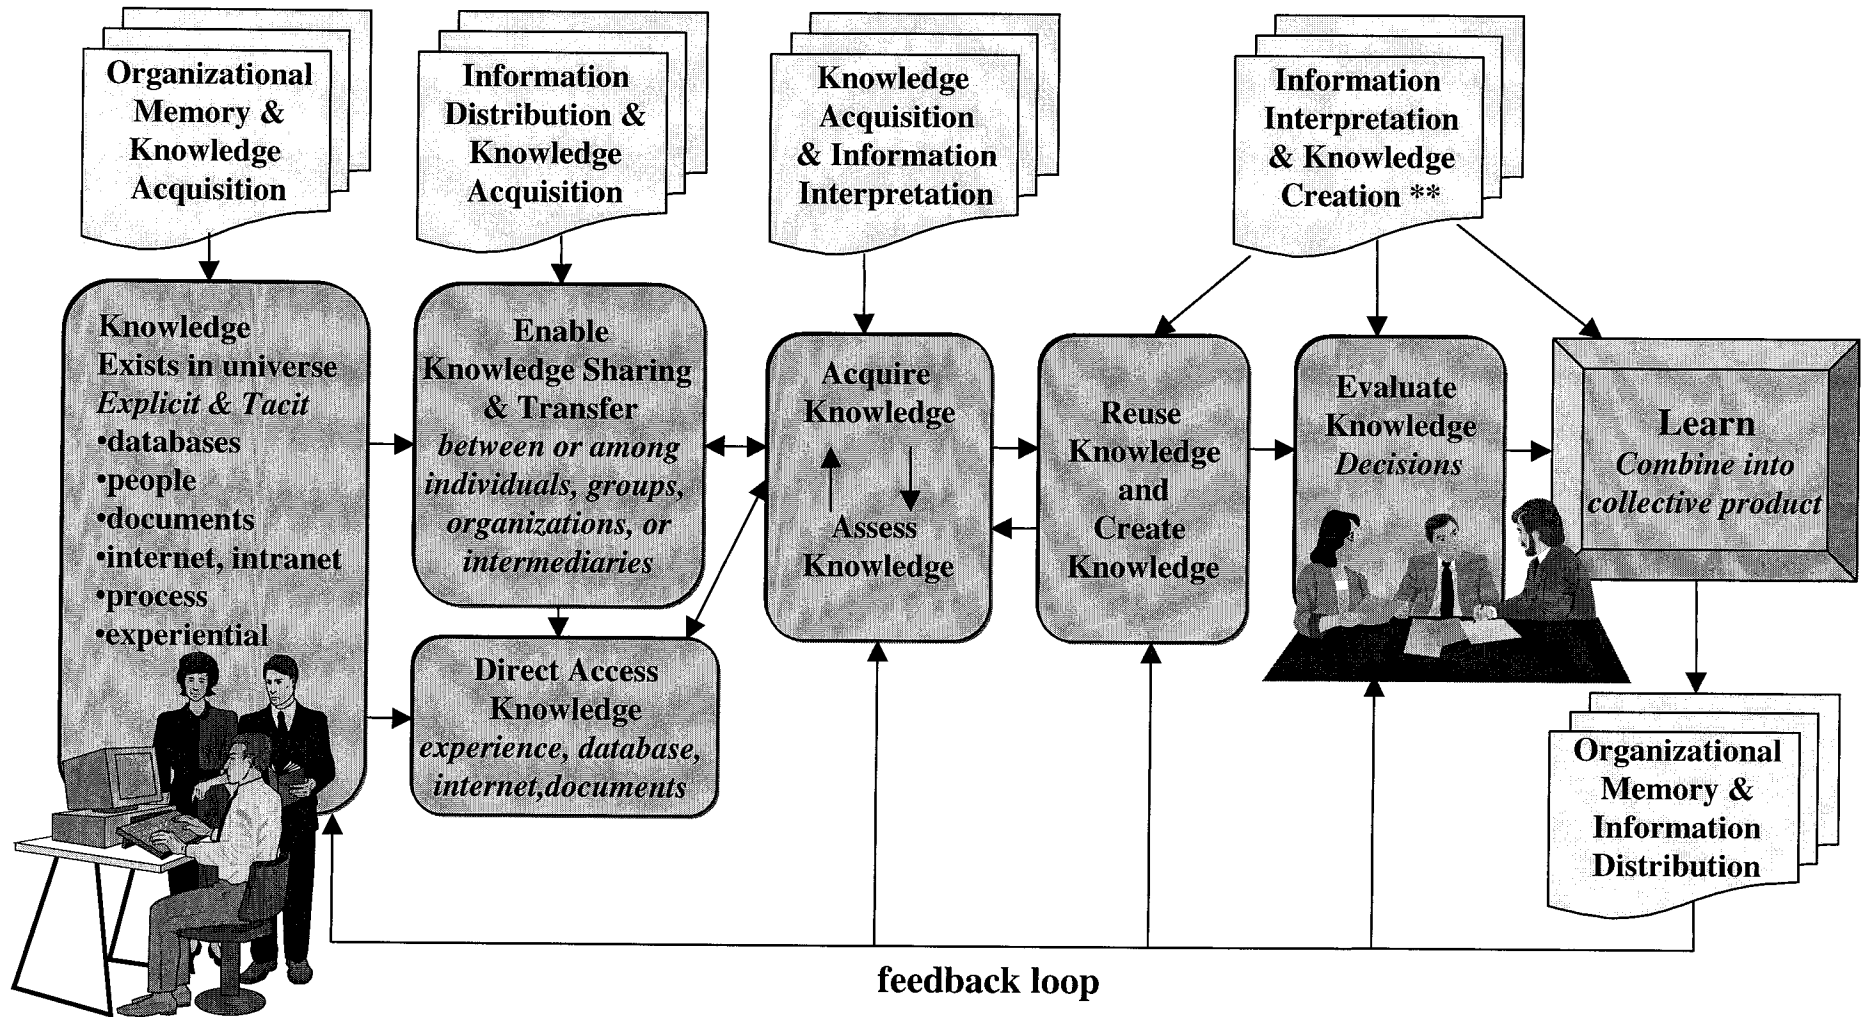 Organizational
Memory &
Knowledge
Acquisition
Information
Distribution &
Knowledge
Acquisition
Knowledge
Acquisition
& Information
Interpretation
Information
Interpretation
& Knowledge
Creation **
Knowledge
Exists in universe
Explicit & Tacit
•databases
•people
•documents
•internet, intranet
•process
•experiential
Enable
Knowledge Sharing
& Transfer
between or among
individuals, groups,
organizations, or
intermediaries
Direct Access
Knowledge
experience, database,
internet,documents
Acquire
Knowledge
Assess
Knowledge
Reuse
Knowledge
and
Create
Knowledge
Evaluate
Knowledge
Decisions
Learn
Combine into
collective product
Organizational
Memory &
Information
Distribution
feedback loop